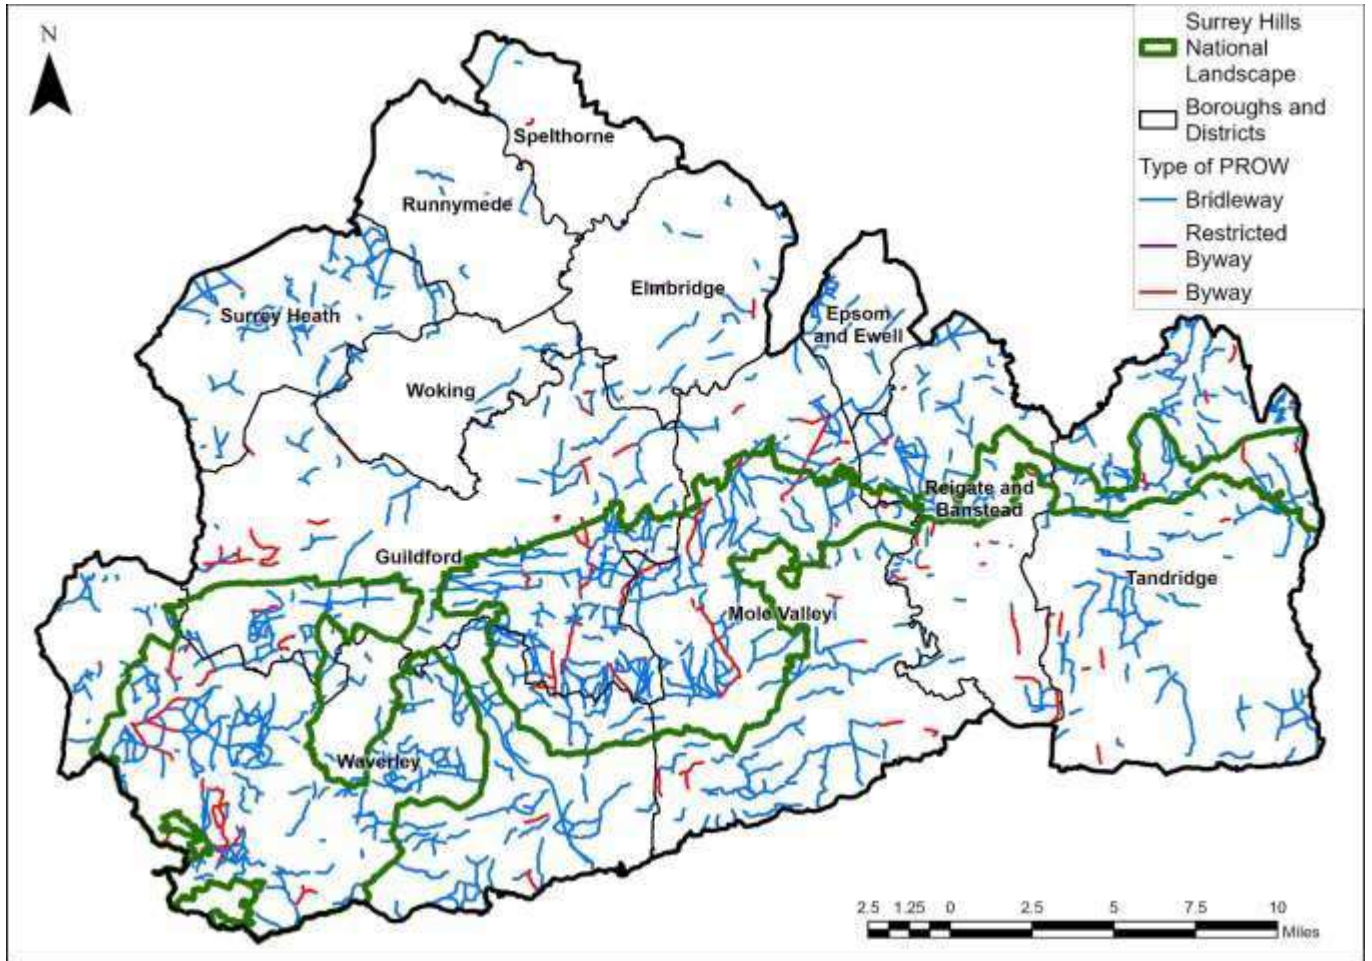 N
Surrey Hills
National
Landscape
Boroughs and
Districts
Type of PROW
Bridleway
Restricted
Byway
Byway
Spelthorne
Runnymede
Elmbridge
Surrey Heath
Epsom
and Ewell
Woking
Reigate and
Banstead
Guildford
Tandridge
Mole Valley
Waverley
2.5 1.25 0 2.5 5 7.5 10
Miles